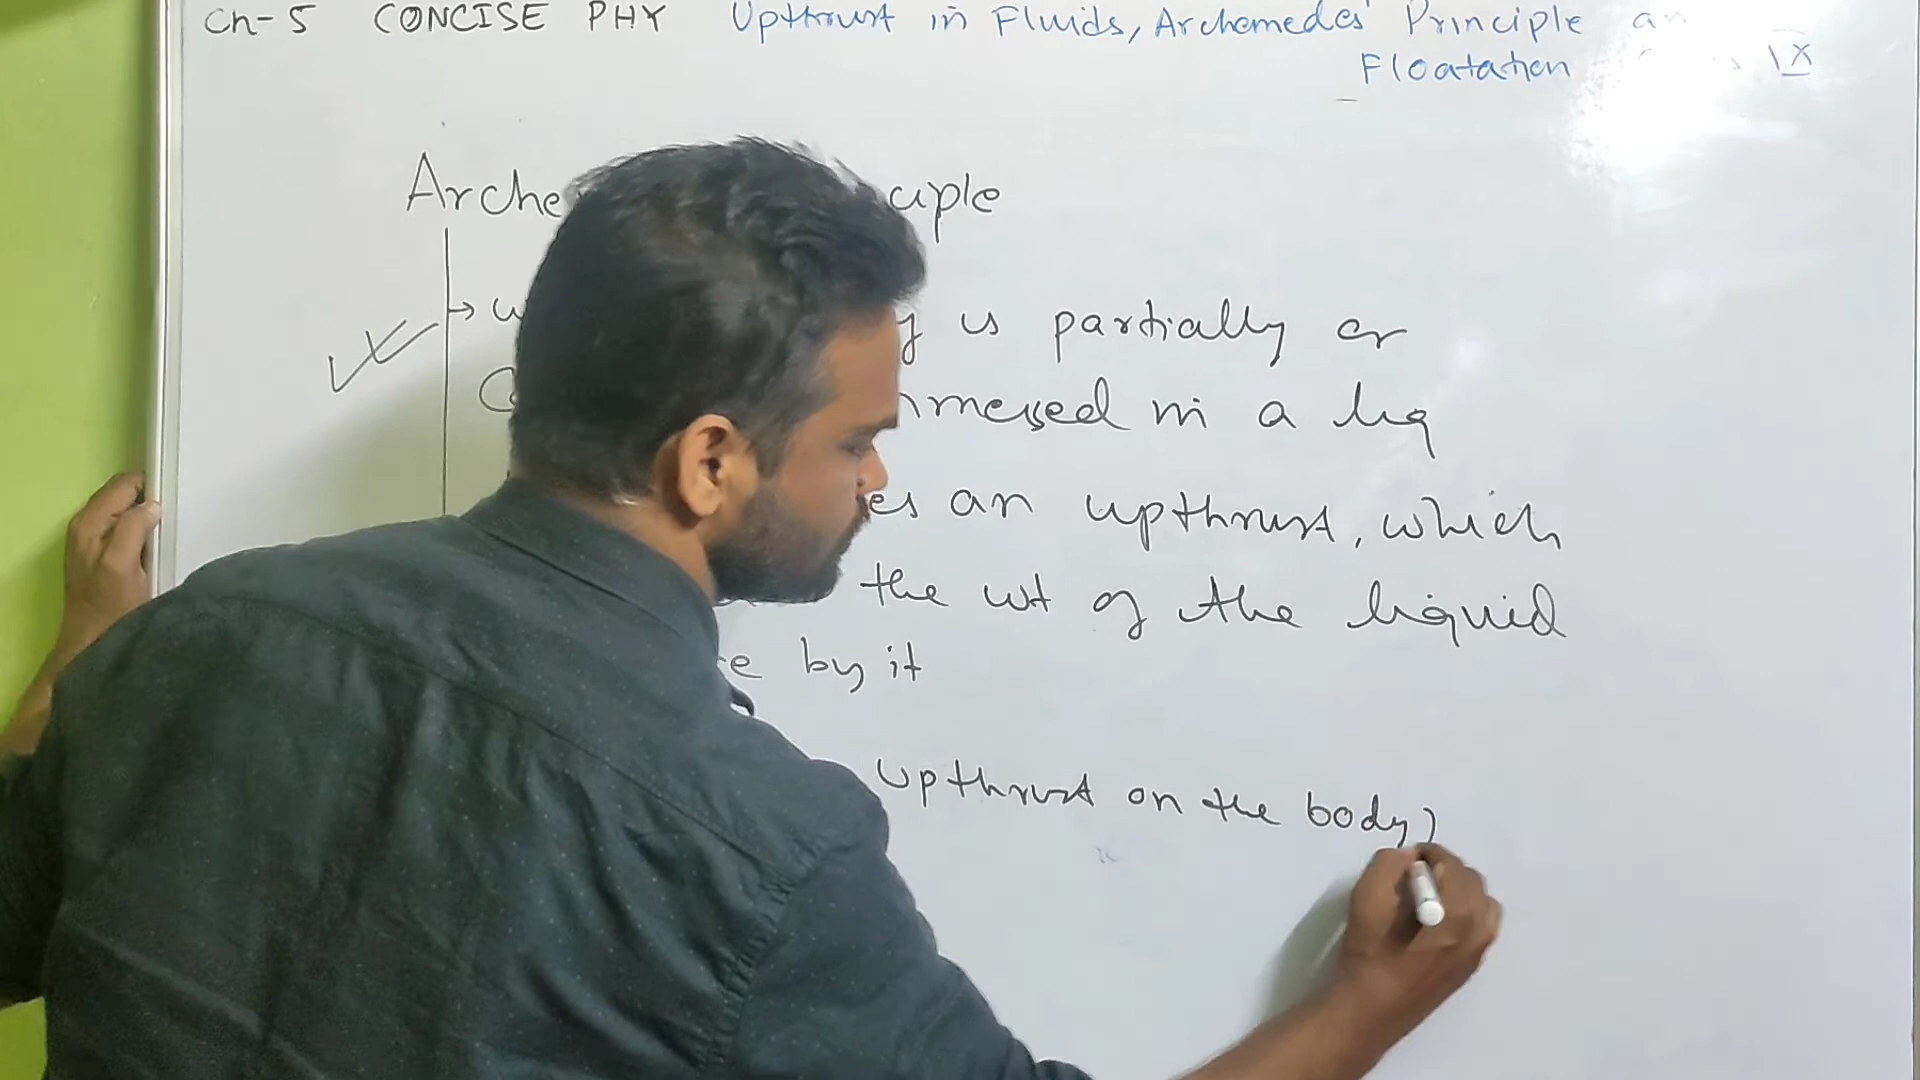 Ch-5 CONCISE PHY Upthrust in Fluids, Archemedes' Principle an
Floatation IX
Arche ciple
y is partially or
mersed in a liq
es an upthrust, which
the wt of the liquid
e by it
Upthrust on the body)